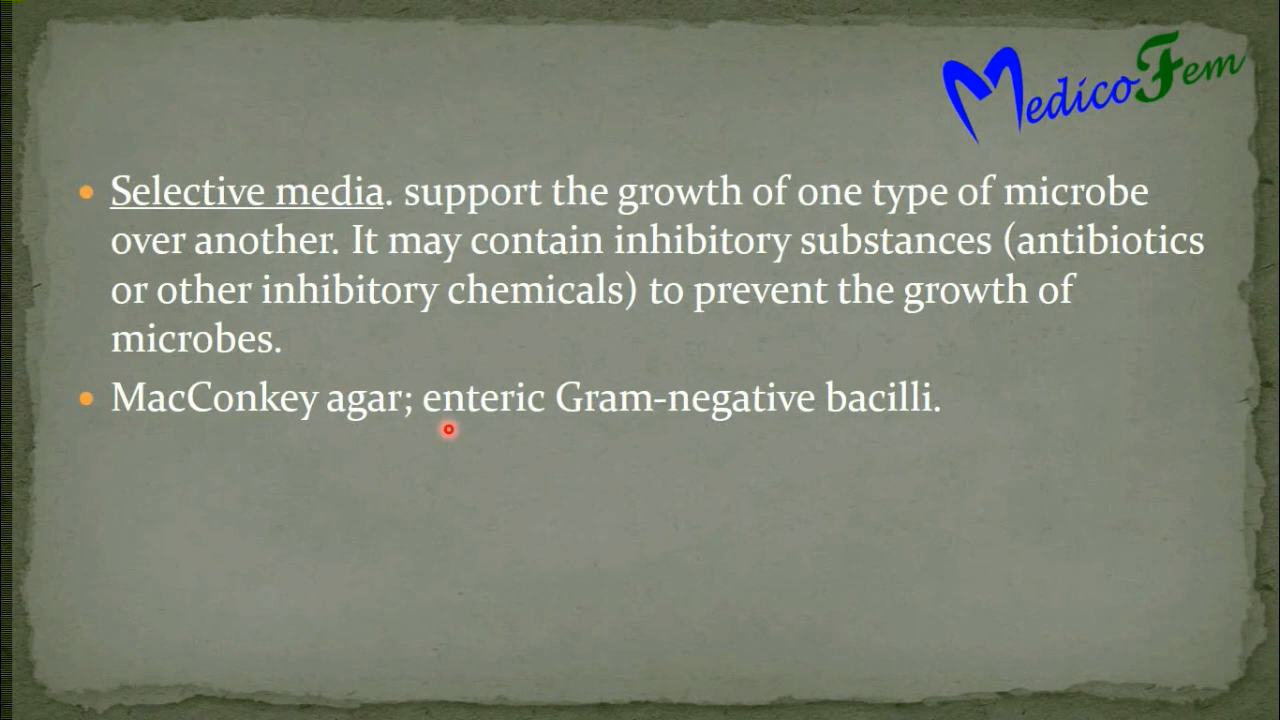 MedicoFem
• Selective media. support the growth of one type of microbe
over another. It may contain inhibitory substances (antibiotics
or other inhibitory chemicals) to prevent the growth of
microbes.
• MacConkey agar; enteric Gram-negative bacilli.